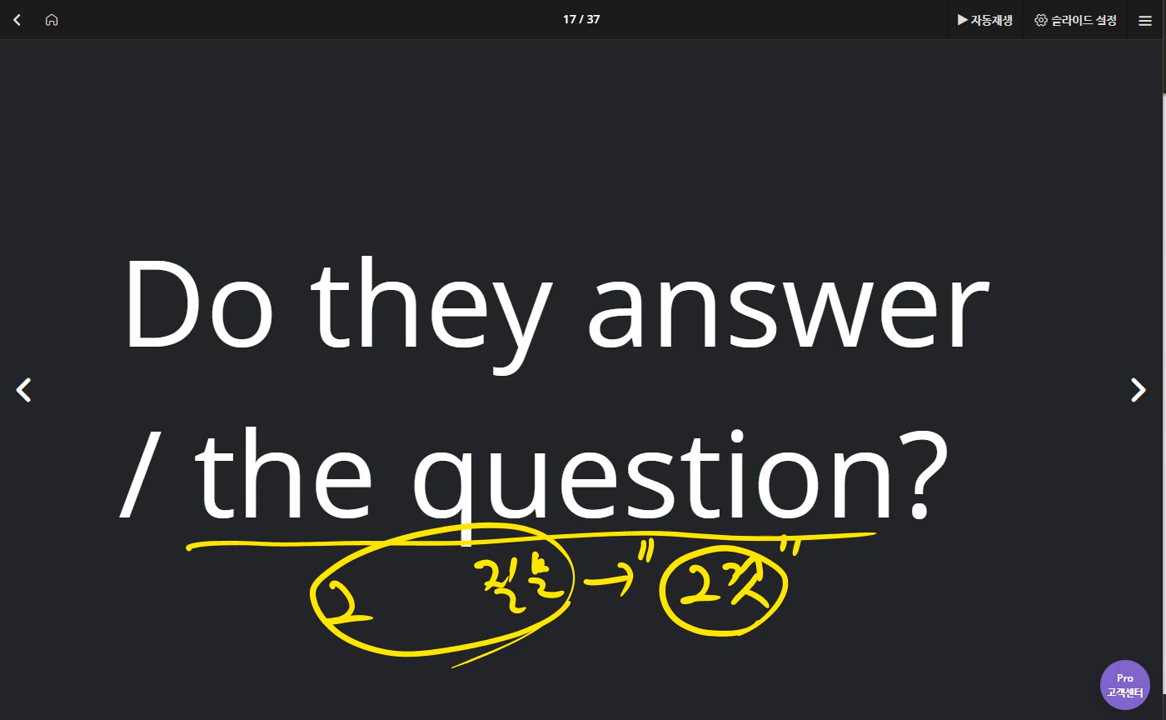 17 / 37
자동재생
슬라이드 설정
Do they answer
/ the question?
그 질문 → "그것"
Pro
고객센터